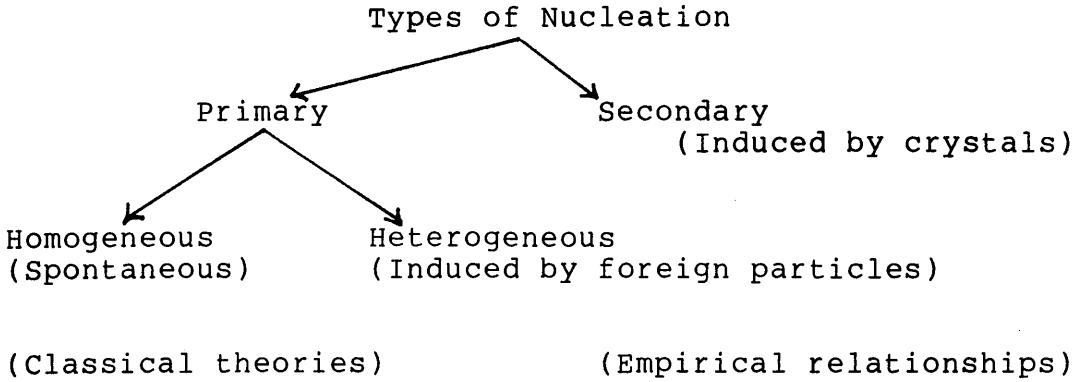 Types of Nucleation
Primary
Secondary
(Induced by crystals)
Homogeneous
(Spontaneous)
Heterogeneous
(Induced by foreign particles)
(Classical theories)
(Empirical relationships)